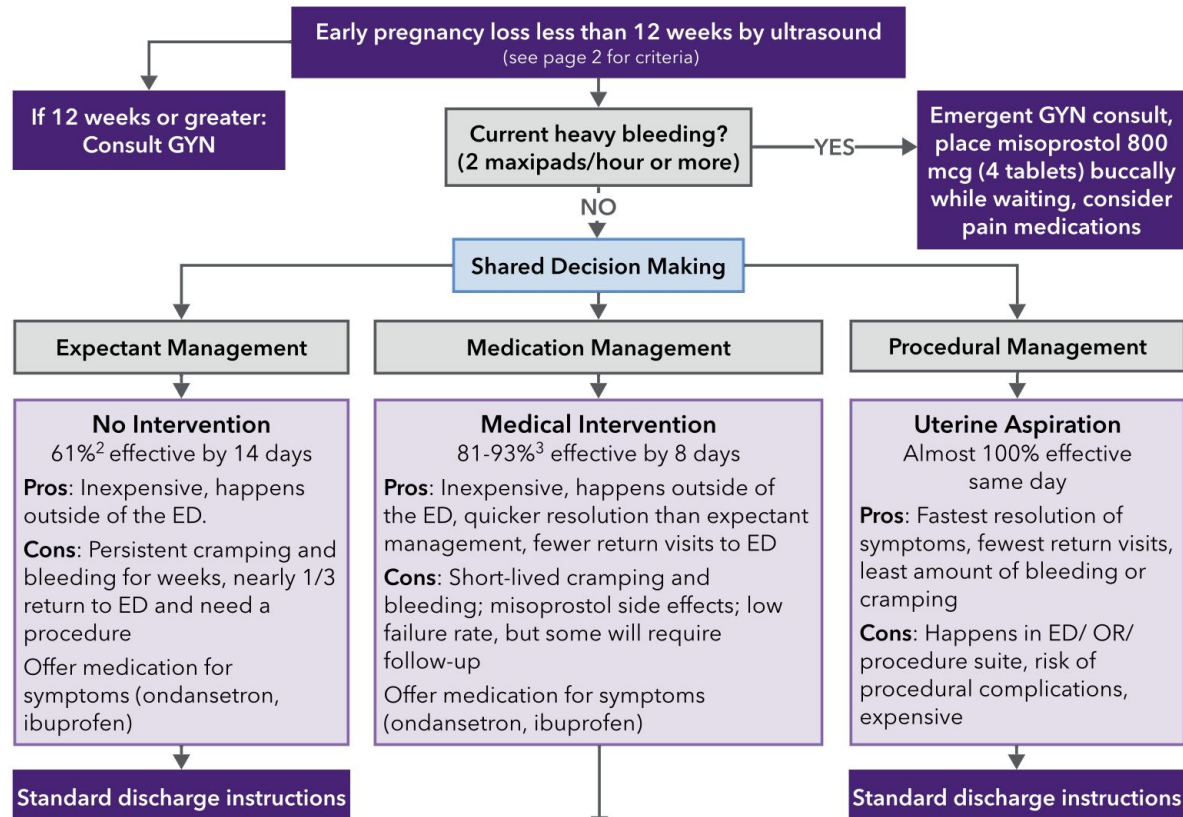 Early pregnancy loss less than 12 weeks by ultrasound
(see page 2 for criteria)
If 12 weeks or greater:
Consult GYN
Current heavy bleeding?
(2 maxipads/hour or more)
YES
Emergent GYN consult,
place misoprostol 800
mcg (4 tablets) buccally
while waiting, consider
pain medications
NO
Shared Decision Making
Expectant Management
No Intervention
61%² effective by 14 days
Pros: Inexpensive, happens
outside of the ED.
Cons: Persistent cramping and
bleeding for weeks, nearly 1/3
return to ED and need a
procedure
Offer medication for
symptoms (ondansetron,
ibuprofen)
Standard discharge instructions
Medication Management
Medical Intervention
81-93%³ effective by 8 days
Pros: Inexpensive, happens outside of
the ED, quicker resolution than expectant
management, fewer return visits to ED
Cons: Short-lived cramping and
bleeding; misoprostol side effects; low
failure rate, but some will require
follow-up
Offer medication for symptoms
(ondansetron, ibuprofen)
Procedural Management
Uterine Aspiration
Almost 100% effective
same day
Pros: Fastest resolution of
symptoms, fewest return visits,
least amount of bleeding or
cramping
Cons: Happens in ED/ OR/
procedure suite, risk of
procedural complications,
expensive
Standard discharge instructions